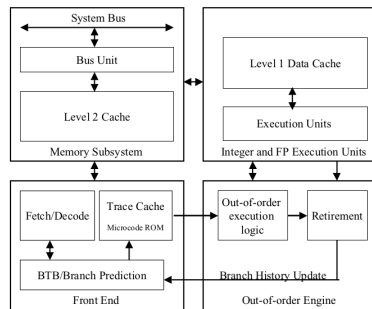 System Bus
Bus Unit
Level 2 Cache
Memory Subsystem
Level 1 Data Cache
Execution Units
Integer and FP Execution Units
Fetch/Decode
Trace Cache
Microcode ROM
BTB/Branch Prediction
Front End
Out-of-order
execution
logic
Retirement
Branch History Update
Out-of-order Engine